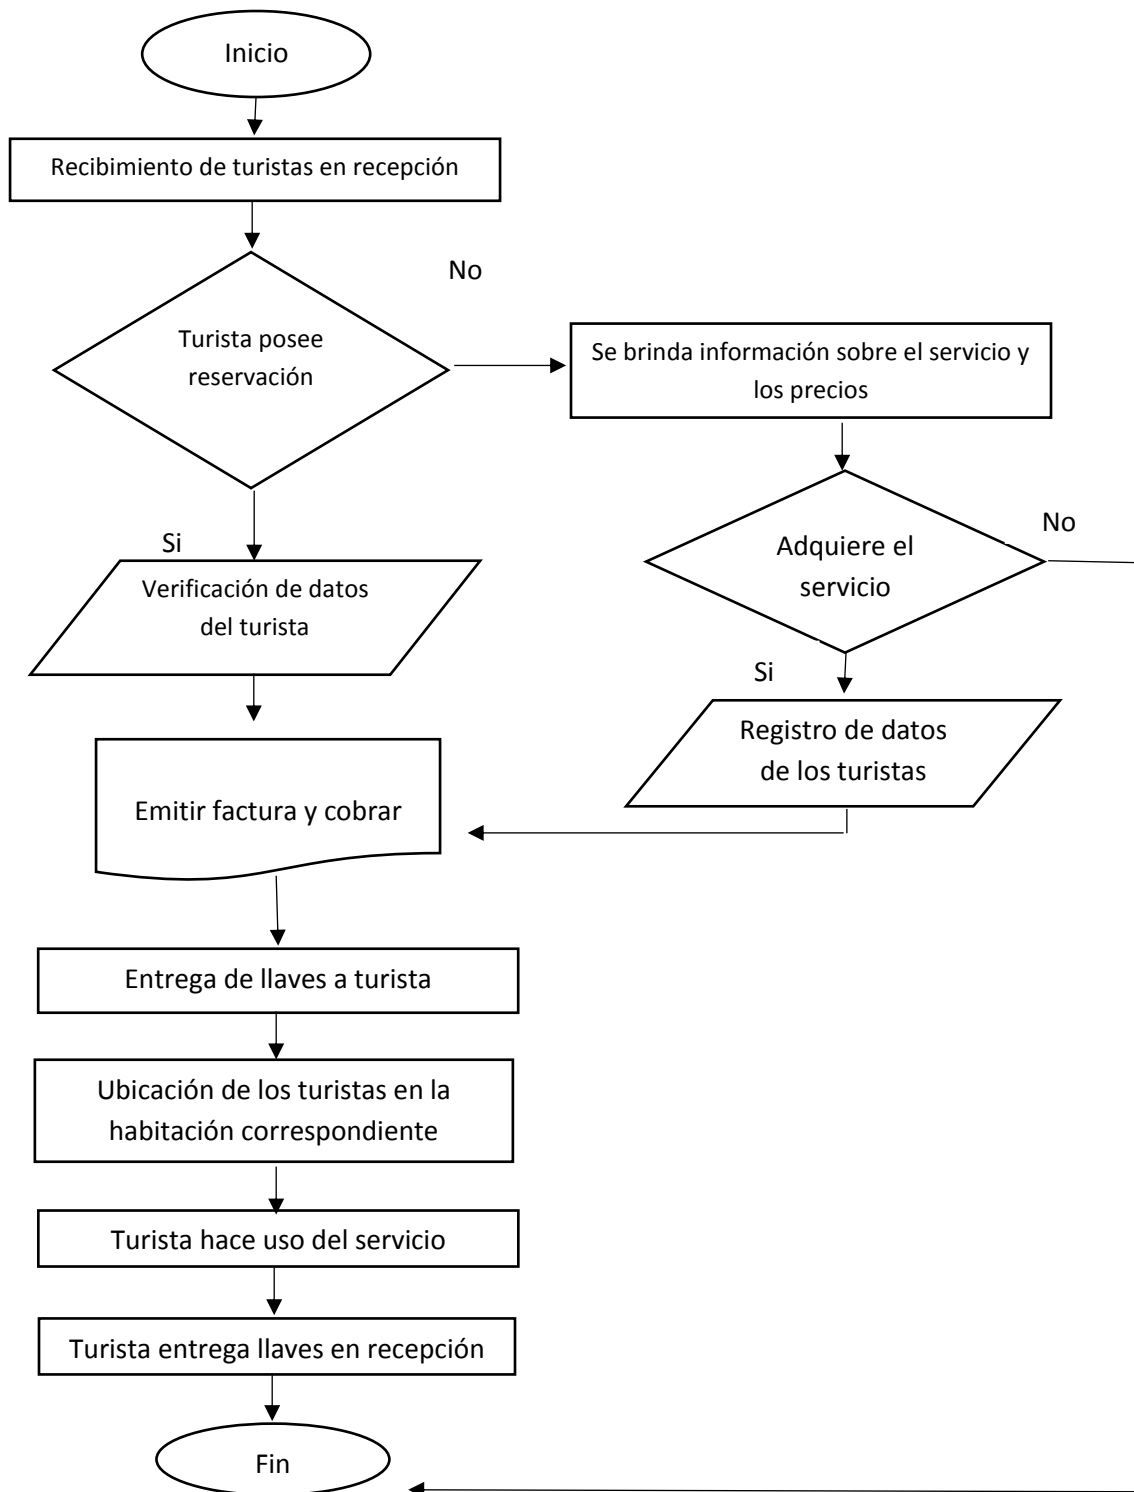 Inicio
Recibimiento de turistas en recepción
No
Turista posee
reservación
Se brinda información sobre el servicio y
los precios
Adquiere el
servicio
No
Si
Verificación de datos
del turista
Si
Registro de datos
de los turistas
Emitir factura y cobrar
Entrega de llaves a turista
Ubicación de los turistas en la
habitación correspondiente
Turista hace uso del servicio
Turista entrega llaves en recepción
Fin